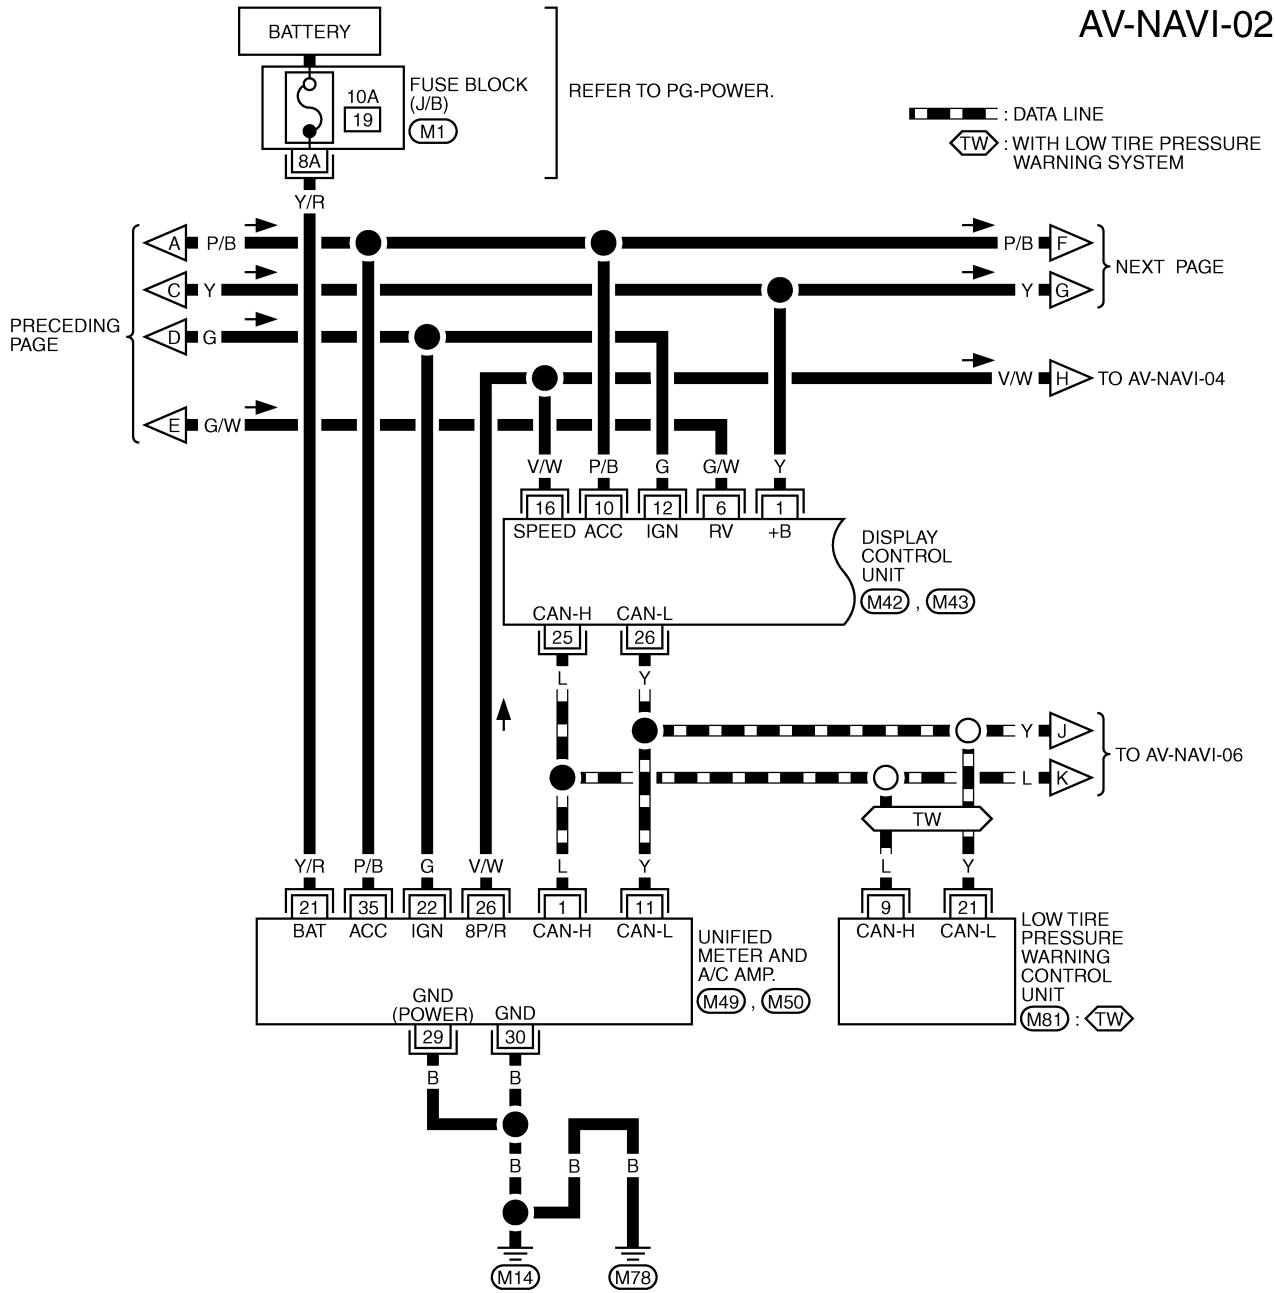 AV-NAVI-02
BATTERY
10A
19
FUSE BLOCK
(J/B)
M1
REFER TO PG-POWER.
: DATA LINE
TW : WITH LOW TIRE PRESSURE
WARNING SYSTEM
8A
Y/R
A P/B
P/B F
C Y
Y G
NEXT PAGE
PRECEDING
PAGE
D G
V/W H TO AV-NAVI-04
E G/W
V/W P/B G G/W Y
16 10 12 6 1
SPEED ACC IGN RV +B
DISPLAY
CONTROL
UNIT
M42 , M43
CAN-H CAN-L
25 26
L Y
Y J
L K
TO AV-NAVI-06
TW
Y/R P/B G V/W L Y L Y
21 35 22 26 1 11 9 21
BAT ACC IGN 8P/R CAN-H CAN-L CAN-H CAN-L
UNIFIED
METER AND
A/C AMP.
M49 , M50
LOW TIRE
PRESSURE
WARNING
CONTROL
UNIT
M81 : TW
GND
(POWER) GND
29 30
B B
B B B
M14 M78